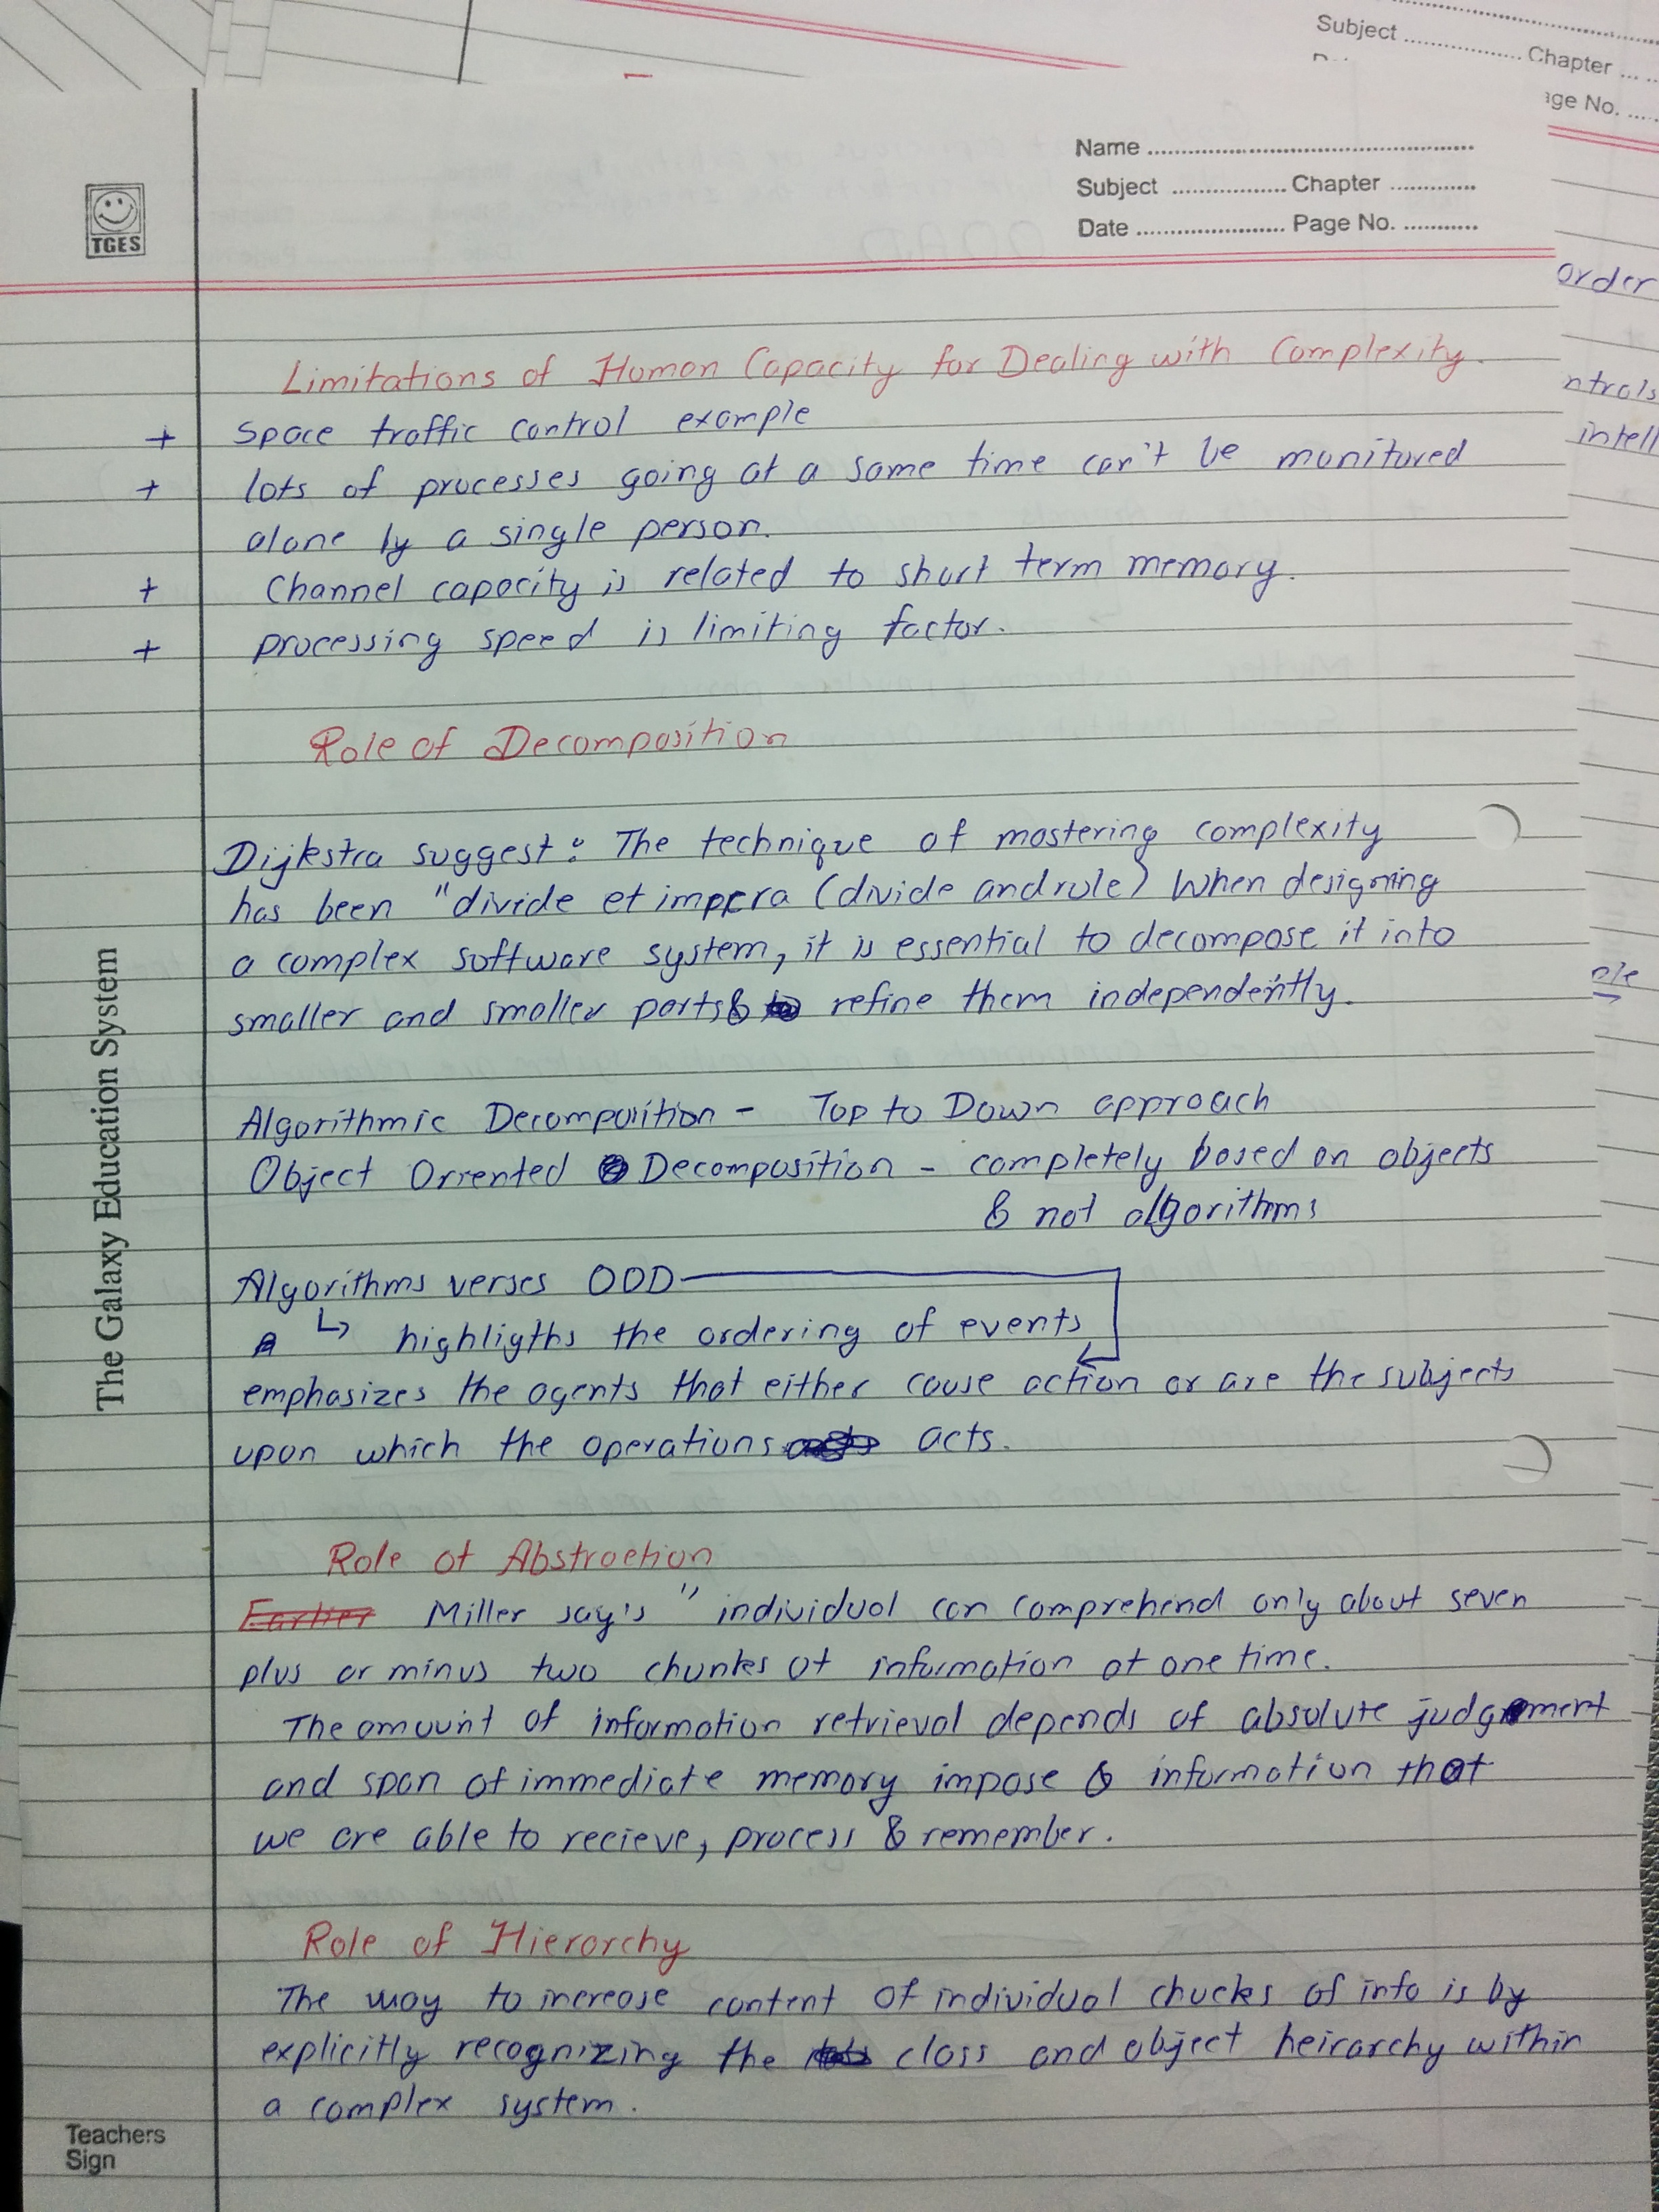 Subject ............... Chapter ......
age No. .....
Name ................................................
Subject ................ Chapter ............
Date ..................... Page No. ...........
TGES
order
Limitations of Human Capacity for Dealing with Complexity.
ntrols
+ Space traffic control example
intell
+ lots of processes going at a same time can't be monitored
alone by a single person.
+ Channel capacity is related to short term memory.
+ processing speed is limiting factor.
Role of Decomposition
Dijkstra suggest : The technique of mastering complexity
has been "divide et impera (divide and rule) When designing
a complex software system, it is essential to decompose it into
smaller and smaller parts & refine them independently.
Algorithmic Decomposition - Top to Down approach
Object Oriented Decomposition - completely based on objects
& not algorithms
Algorithms verses OOD
↳ highligths the ordering of events
emphasizes the agents that either cause action or are the subjects
upon which the operations acts.
Role of Abstraction
Earlier Miller say's " individual can comprehend only about seven
plus or minus two chunks of information at one time.
The amount of information retrieval depends of absolute judgement
and span of immediate memory impose & information that
we are able to recieve, process & remember.
Role of Hierarchy
The way to increase content of individual chucks of info is by
explicitly recognizing the class and object heirarchy within
a complex system.
The Galaxy Education System
Teachers
Sign